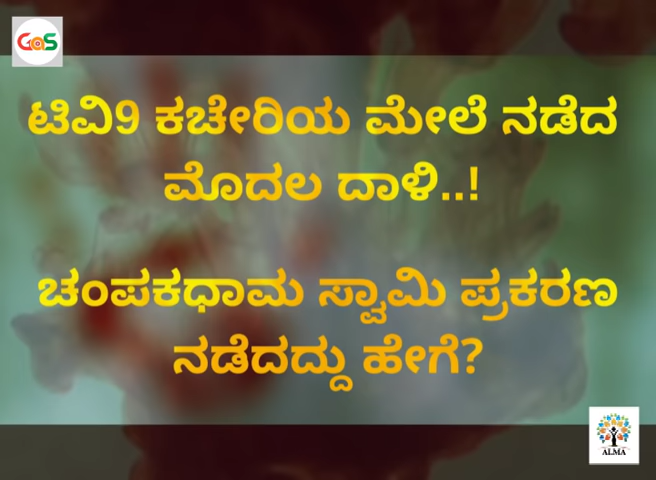 GaS
ಟಿವಿ9 ಕಚೇರಿಯ ಮೇಲೆ ನಡೆದ
ಮೊದಲ ದಾಳಿ..!
ಚಂಪಕಧಾಮ ಸ್ವಾಮಿ ಪ್ರಕರಣ
ನಡೆದದ್ದು ಹೇಗೆ?
ALMA